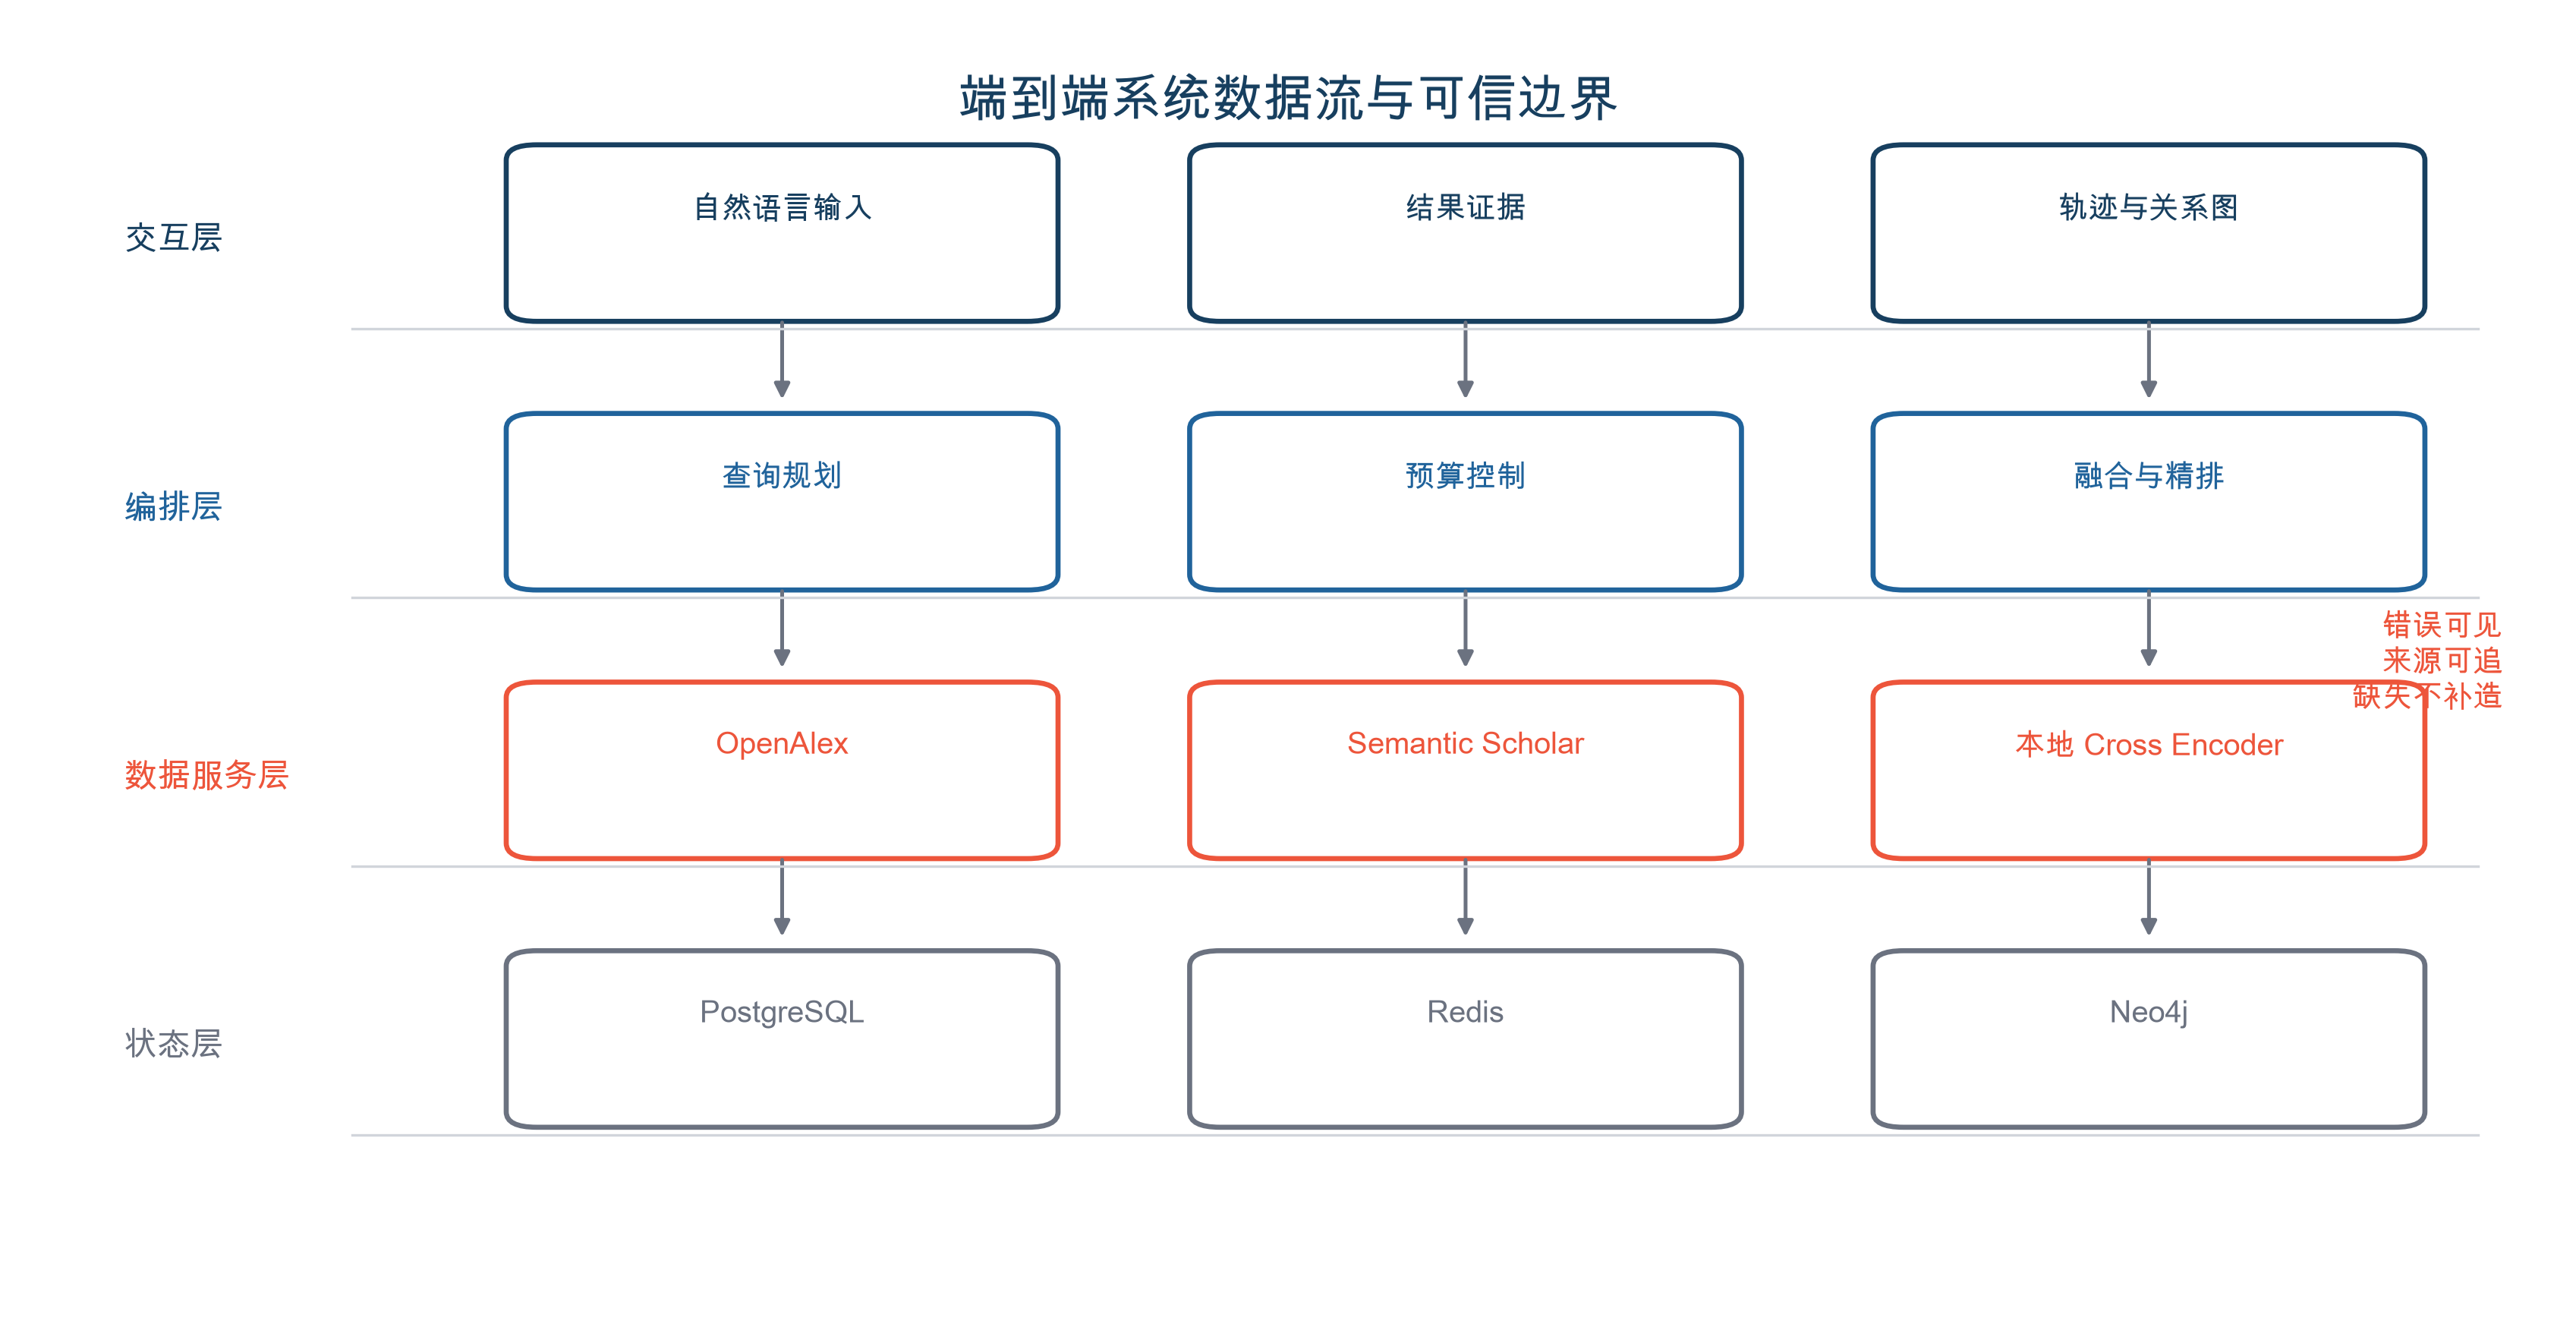 端到端系统数据流与可信边界
交互层
自然语言输入
结果证据
轨迹与关系图
编排层
查询规划
预算控制
融合与精排
错误可见
来源可追
缺失不补造
数据服务层
OpenAlex
Semantic Scholar
本地 Cross Encoder
状态层
PostgreSQL
Redis
Neo4j